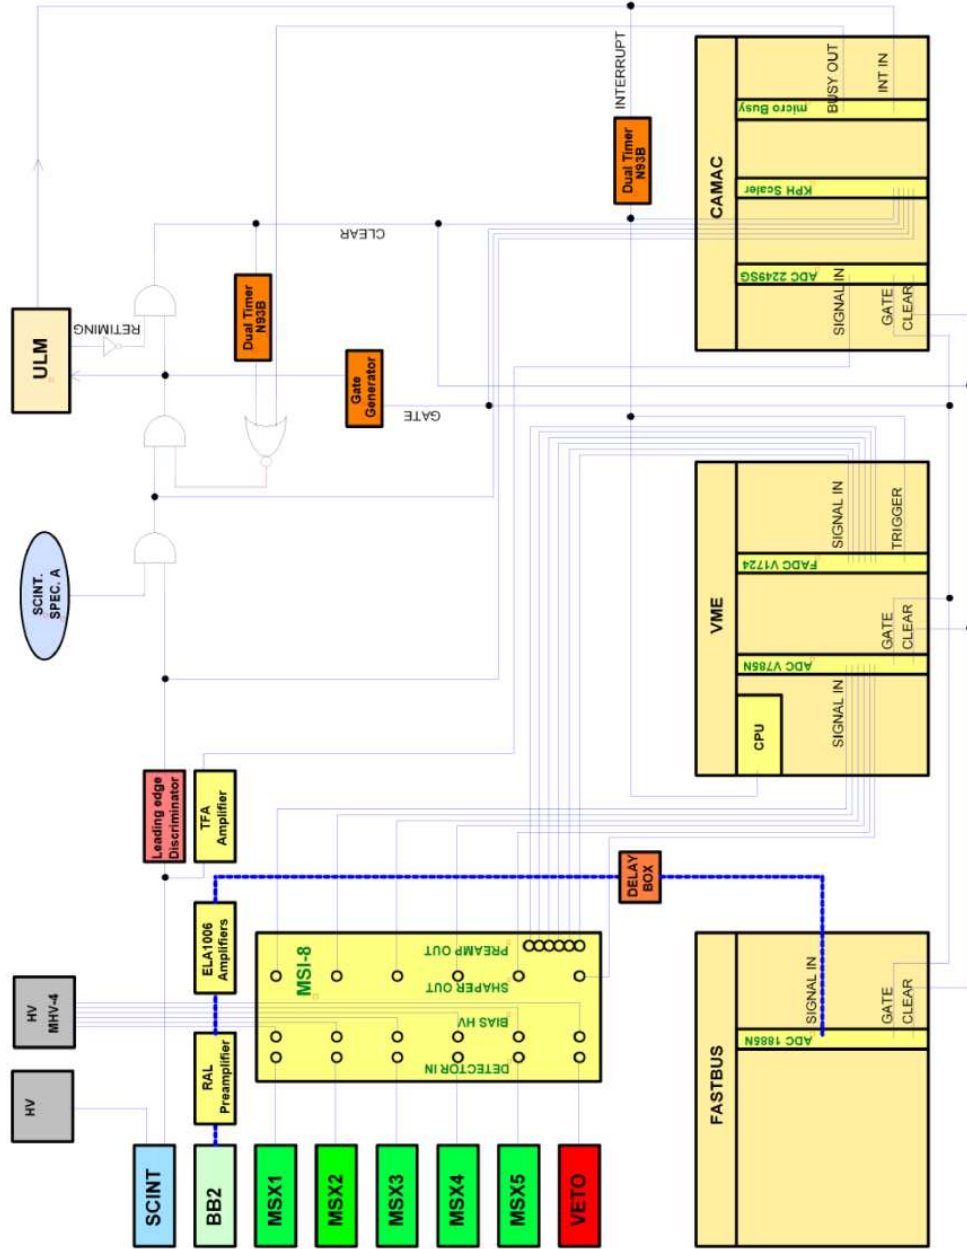 HV
HV
MHV-4
SCINT
BB2
MSX1
MSX2
MSX3
MSX4
MSX5
VETO
RAL
Preamplifier
ELA1006
Amplifiers
Leading edge
Discriminator
TFA
Amplifier
MSI-8
DETECTOR IN
BIAS HV
SHAPER OUT
PREAMP OUT
DELAY
BOX
SCINT.
SPEC. A
ULM
RETIMING
Dual Timer
N93B
Gate
Generator
GATE
CLEAR
Dual Timer
N93B
INTERRUPT
FASTBUS
ADC 1885N
SIGNAL IN
GATE
CLEAR
VME
CPU
SIGNAL IN
ADC V785N
GATE
CLEAR
FADC V1724
SIGNAL IN
TRIGGER
CAMAC
ADC 2249SG
SIGNAL IN
GATE
CLEAR
KPH Scaler
micro Busy
BUSY OUT
INT IN